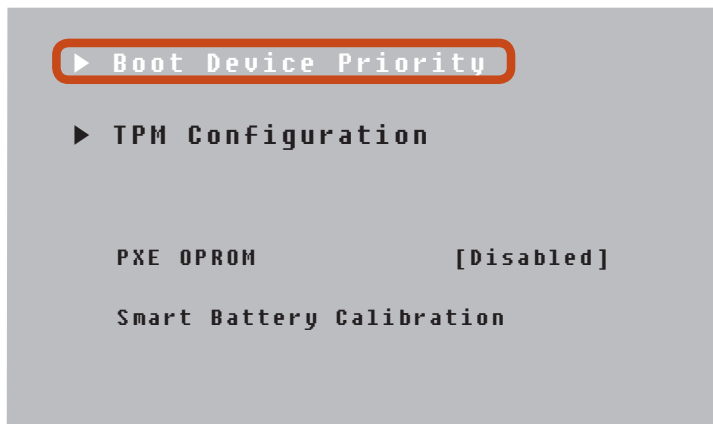 ▶ Boot Device Priority
▶ TPM Configuration
PXE OPROM [Disabled]
Smart Battery Calibration